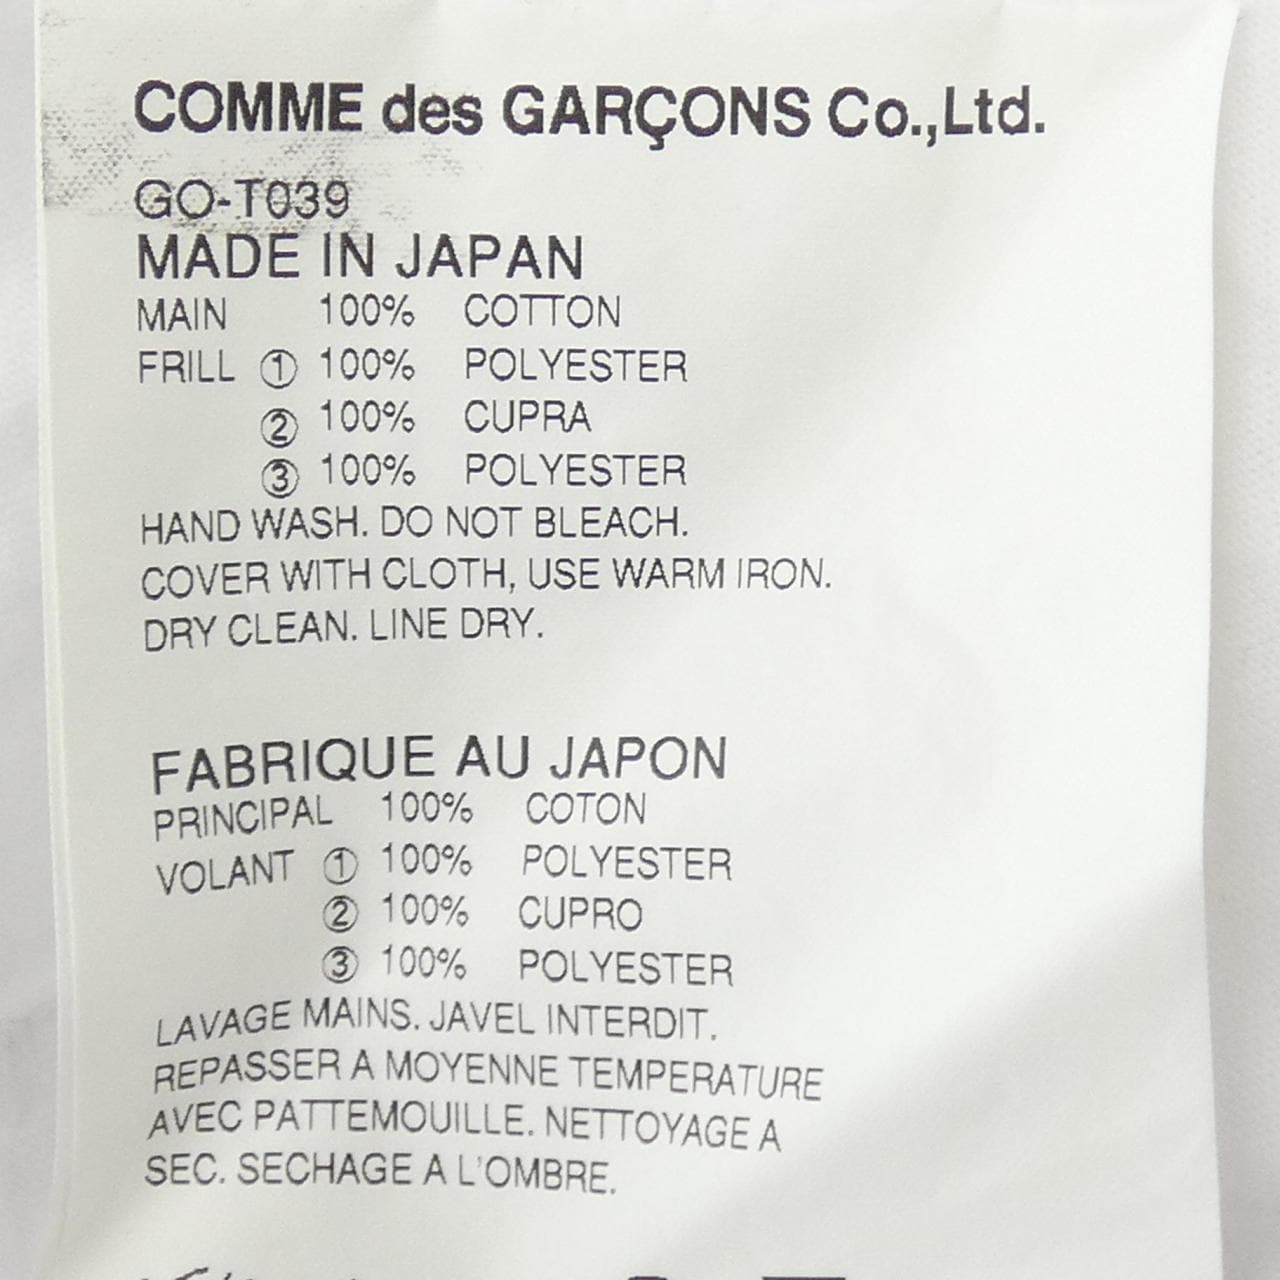 COMME des GARÇONS Co.,Ltd.
GO-T039
MADE IN JAPAN
MAIN 100% COTTON
FRILL ① 100% POLYESTER
② 100% CUPRA
③ 100% POLYESTER
HAND WASH. DO NOT BLEACH.
COVER WITH CLOTH, USE WARM IRON.
DRY CLEAN. LINE DRY.
FABRIQUE AU JAPON
PRINCIPAL 100% COTON
VOLANT ① 100% POLYESTER
② 100% CUPRO
③ 100% POLYESTER
LAVAGE MAINS. JAVEL INTERDIT.
REPASSER A MOYENNE TEMPERATURE
AVEC PATTEMOUILLE. NETTOYAGE A
SEC. SECHAGE A L'OMBRE.